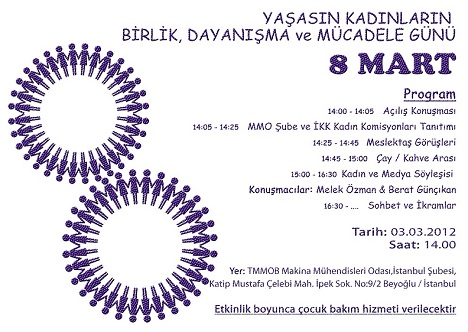 YAŞASIN KADINLARIN
BİRLİK, DAYANIŞMA ve MÜCADELE GÜNÜ
8 MART
Program
14:00 - 14:05 Açılış Konuşması
14:05 - 14:25 MMO Şube ve İKK Kadın Komisyonları Tanıtımı
14:25 - 14:45 Meslektaş Görüşleri
14:45 - 15:00 Çay / Kahve Arası
15:00 - 16:30 Kadın ve Medya Söyleşisi
Konuşmacılar: Melek Özman & Berat Günçıkan
16:30 - .... Sohbet ve İkramlar
Tarih: 03.03.2012
Saat: 14.00
Yer: TMMOB Makina Mühendisleri Odası,İstanbul Şubesi,
Katip Mustafa Çelebi Mah. İpek Sok. No:9/2 Beyoğlu / İstanbul
Etkinlik boyunca çocuk bakım hizmeti verilecektir